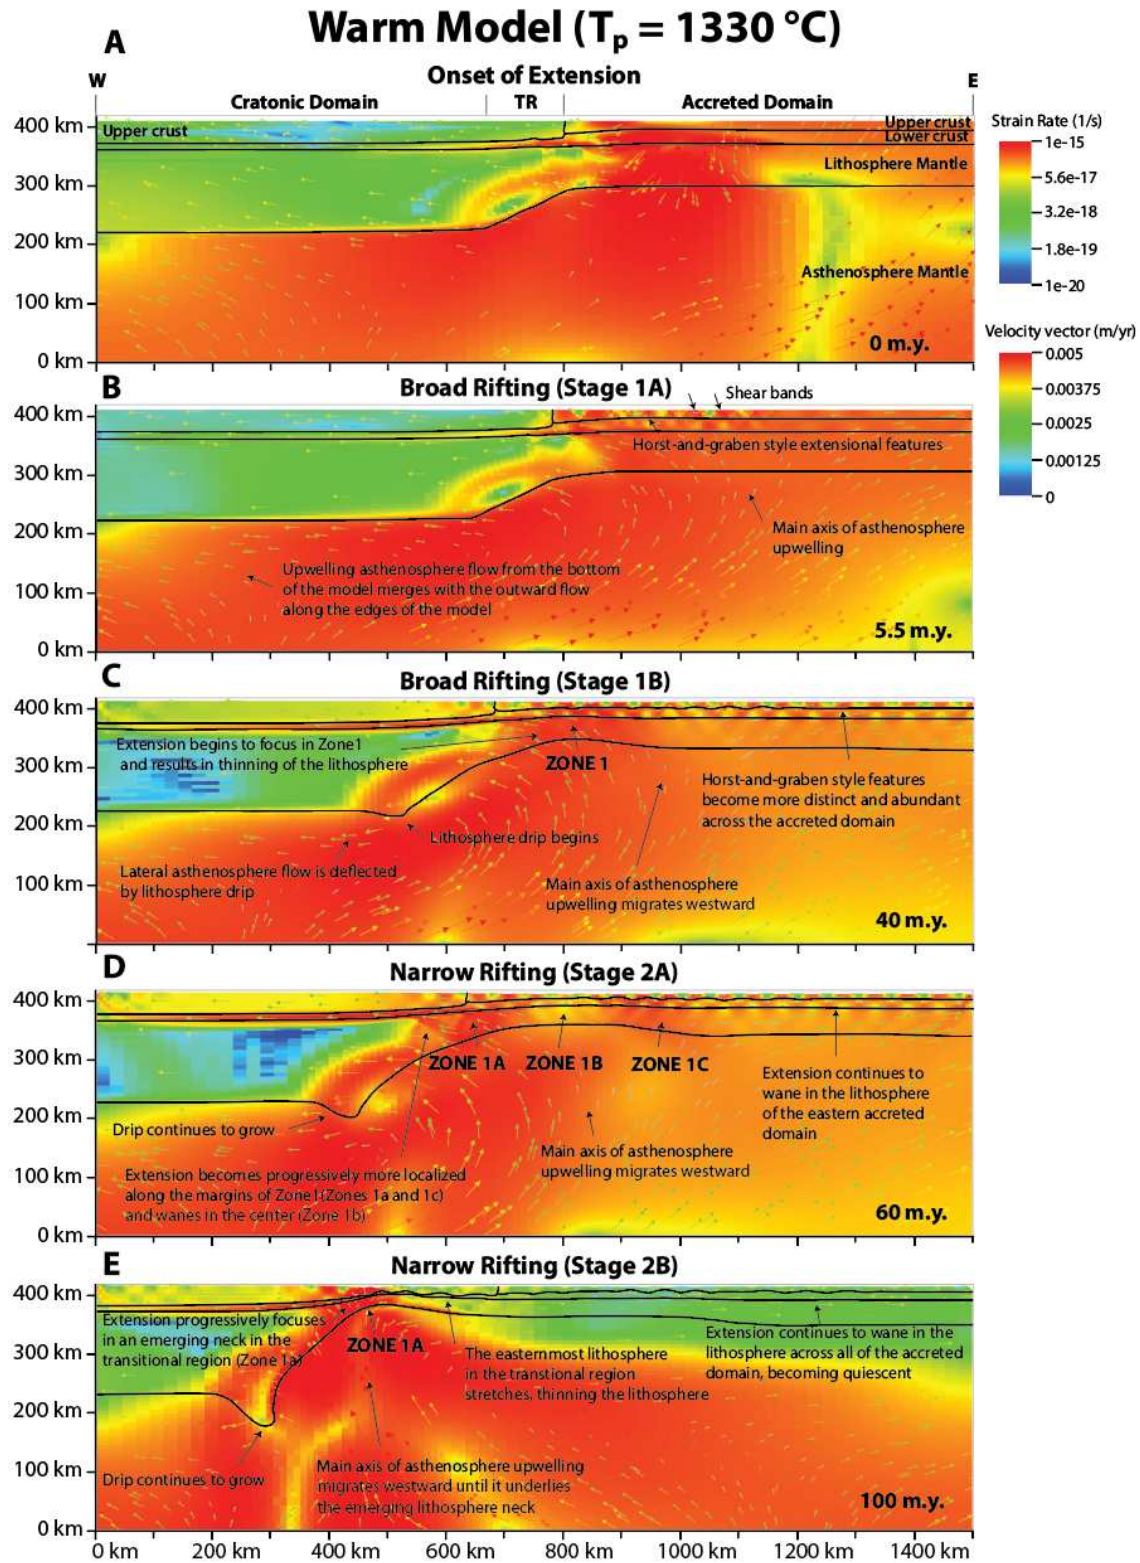 Warm Model (Tp = 1330 °C)
A
Onset of Extension
W
E
Cratonic Domain
TR
Accreted Domain
400 km
300 km
200 km
100 km
0 km
Upper crust
Upper crust
Lower crust
Lithosphere Mantle
Asthenosphere Mantle
0 m.y.
Strain Rate (1/s)
1e-15
5.6e-17
3.2e-18
1.8e-19
1e-20
Velocity vector (m/yr)
0.005
0.00375
0.0025
0.00125
0
B
Broad Rifting (Stage 1A)
400 km
300 km
200 km
100 km
0 km
Shear bands
Horst-and-graben style extensional features
Main axis of asthenosphere
upwelling
Upwelling asthenosphere flow from the bottom
of the model merges with the outward flow
along the edges of the model
5.5 m.y.
C
Broad Rifting (Stage 1B)
400 km
300 km
200 km
100 km
Extension begins to focus in Zone1
and results in thinning of the lithosphere
ZONE 1
Horst-and-graben style features
become more distinct and abundant
across the accreted domain
Lithosphere drip begins
Lateral asthenosphere flow is deflected
by lithosphere drip
Main axis of asthenosphere
upwelling migrates westward
40 m.y.
D
Narrow Rifting (Stage 2A)
400 km
300 km
200 km
100 km
0 km
ZONE 1A
ZONE 1B
ZONE 1C
Extension continues to
wane in the lithosphere
of the eastern accreted
domain
Drip continues to grow
Main axis of asthenosphere
upwelling migrates westward
Extension becomes progressively more localized
along the margins of Zone1(Zones 1a and 1c)
and wanes in the center (Zone 1b)
60 m.y.
E
Narrow Rifting (Stage 2B)
400 km
300 km
200 km
100 km
0 km
Extension progressively focuses
in an emerging neck in the
transitional region (Zone 1a)
ZONE 1A
The easternmost lithosphere
in the transtional region
stretches, thinning the lithosphere
Extension continues to wane in the
lithosphere across all of the accreted
domain, becoming quiescent
Drip continues to grow
Main axis of asthenosphere upwelling
migrates westward until it underlies
the emerging lithosphere neck
100 m.y.
0 km
200 km
400 km
600 km
800 km
1000 km
1200 km
1400 km